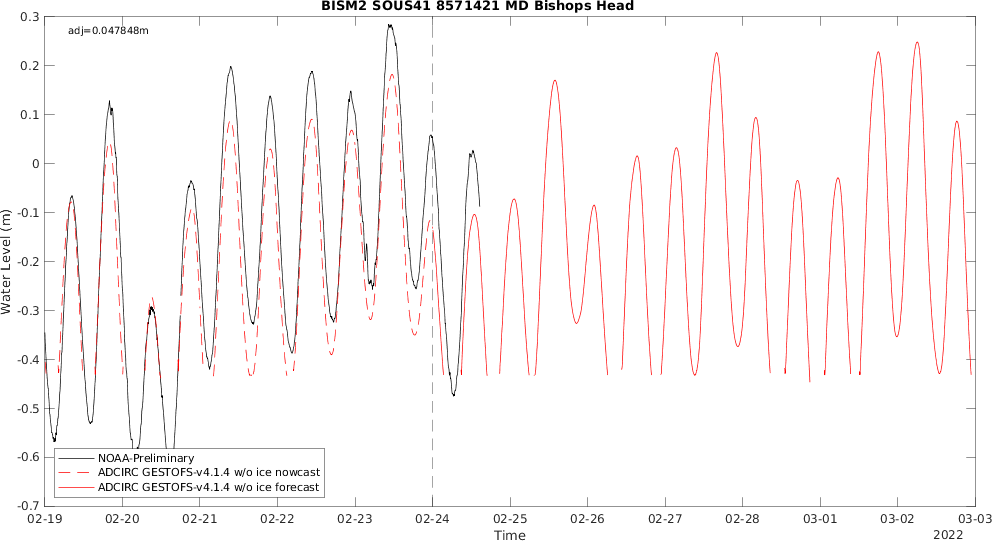 BISM2 SOUS41 8571421 MD Bishops Head
adj=0.047848m
0.3
0.2
0.1
0
-0.1
-0.2
-0.3
-0.4
-0.5
-0.6
-0.7
Water Level (m)
NOAA-Preliminary
ADCIRC GESTOFS-v4.1.4 w/o ice nowcast
ADCIRC GESTOFS-v4.1.4 w/o ice forecast
02-19 02-20 02-21 02-22 02-23 02-24 02-25 02-26 02-27 02-28 03-01 03-02 03-03
Time
2022